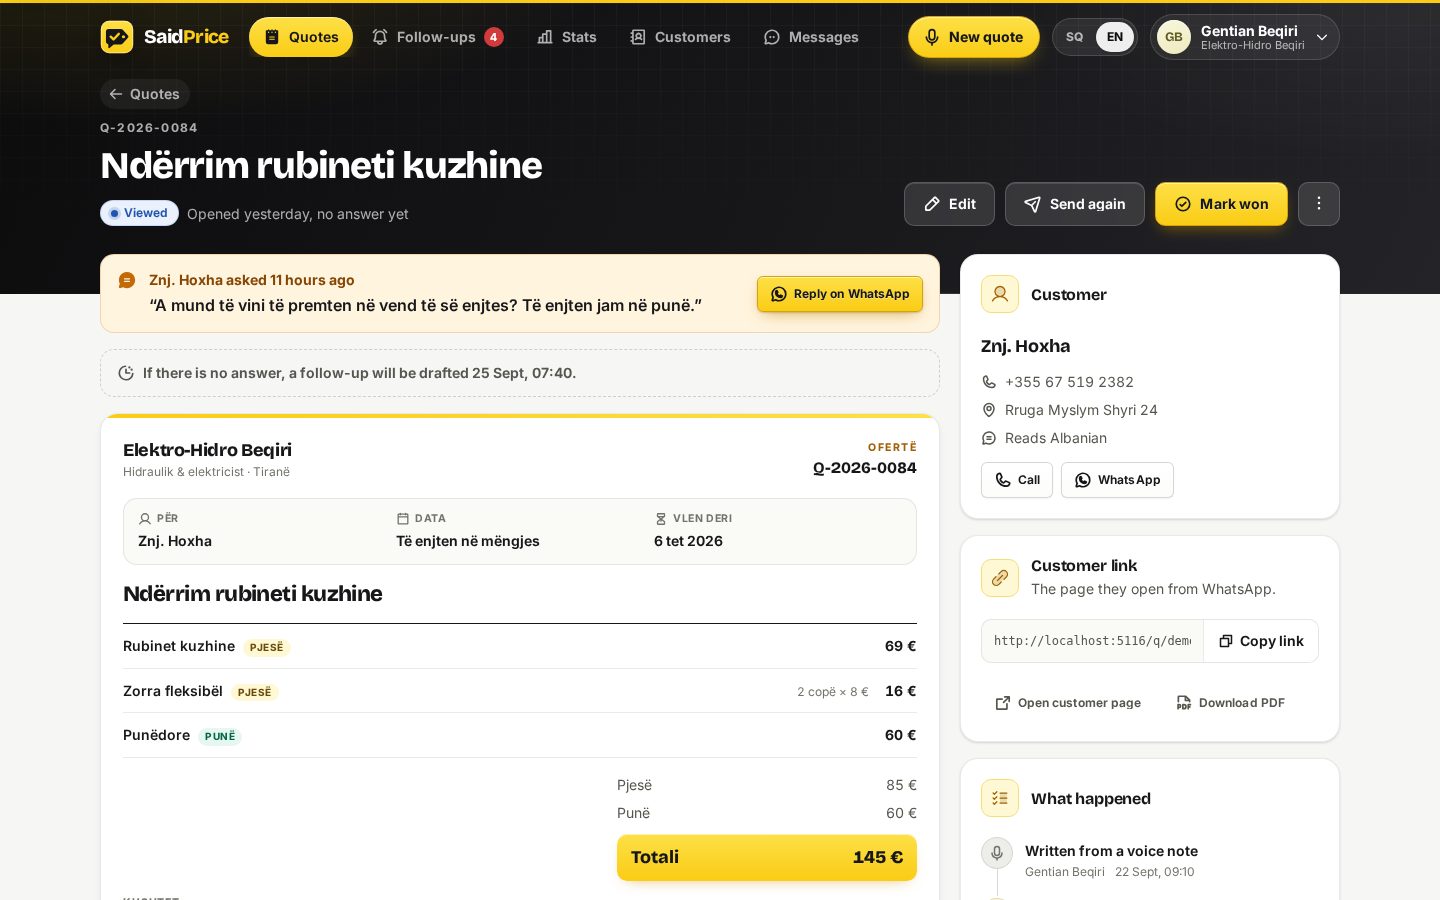 SaidPrice
Quotes
Follow-ups 4
Stats
Customers
Messages
New quote
SQ EN
GB
Gentian Beqiri
Elektro-Hidro Beqiri
Quotes
Q-2026-0084
Ndërrim rubineti kuzhine
Viewed
Opened yesterday, no answer yet
Edit
Send again
Mark won
Znj. Hoxha asked 11 hours ago
“A mund të vini të premten në vend të së enjtes? Të enjten jam në punë.”
Reply on WhatsApp
If there is no answer, a follow-up will be drafted 25 Sept, 07:40.
Elektro-Hidro Beqiri
Hidraulik & elektricist · Tiranë
OFERTË
Q-2026-0084
PËR
Znj. Hoxha
DATA
Të enjten në mëngjes
VLEN DERI
6 tet 2026
Ndërrim rubineti kuzhine
Rubinet kuzhine PJESË 69 €
Zorra fleksibël PJESË 2 copë × 8 € 16 €
Punëdore PUNË 60 €
Pjesë 85 €
Punë 60 €
Totali 145 €
Customer
Znj. Hoxha
+355 67 519 2382
Rruga Myslym Shyri 24
Reads Albanian
Call
WhatsApp
Customer link
The page they open from WhatsApp.
http://localhost:5116/q/demo
Copy link
Open customer page
PDF
Download PDF
What happened
Written from a voice note
Gentian Beqiri 22 Sept, 09:10